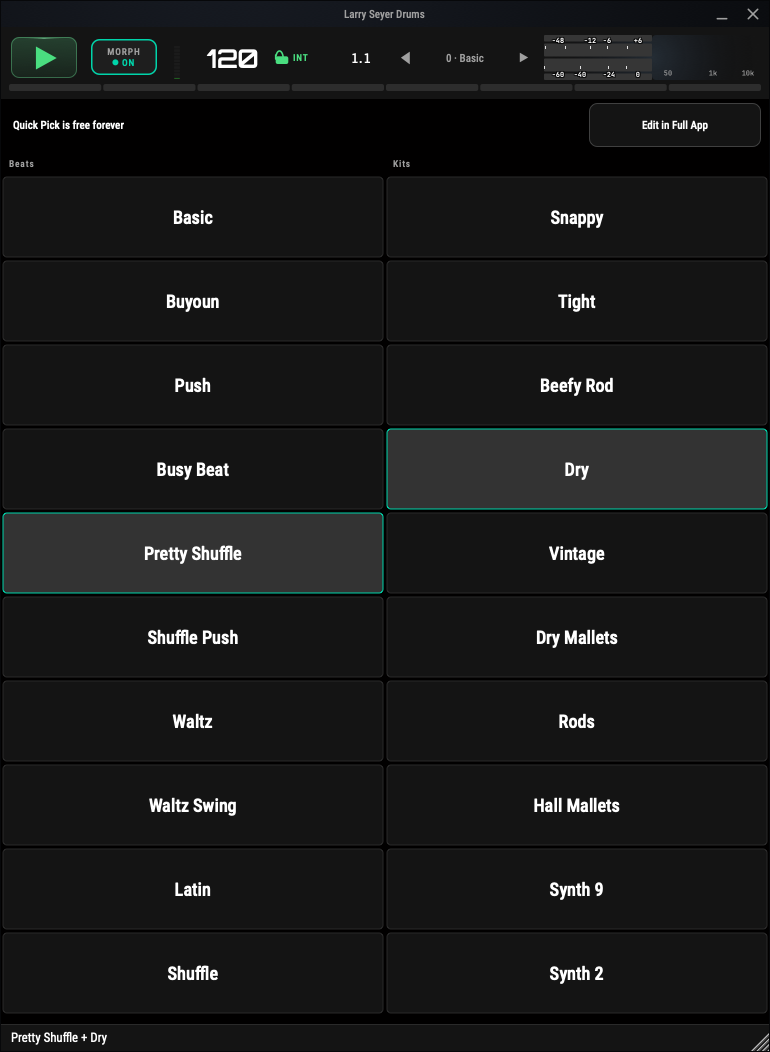 Larry Seyer Drums
MORPH
ON
120
INT
1.1
0 · Basic
-48 -12 -6 +6
-60 -40 -24 0
50 1k 10k
Quick Pick is free forever
Edit in Full App
Beats Kits
Basic Snappy
Buyoun Tight
Push Beefy Rod
Busy Beat Dry
Pretty Shuffle Vintage
Shuffle Push Dry Mallets
Waltz Rods
Waltz Swing Hall Mallets
Latin Synth 9
Shuffle Synth 2
Pretty Shuffle + Dry